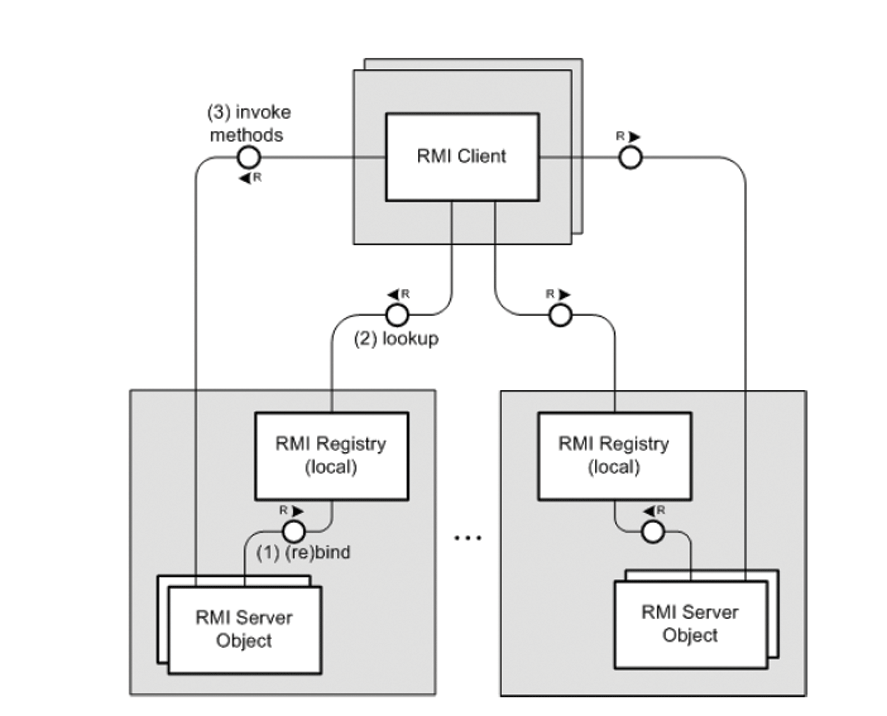 (3) invoke
methods
R
RMI Client
R
R
(2) lookup
R
RMI Registry
(local)
R
(1) (re)bind
RMI Server
Object
...
RMI Registry
(local)
R
RMI Server
Object